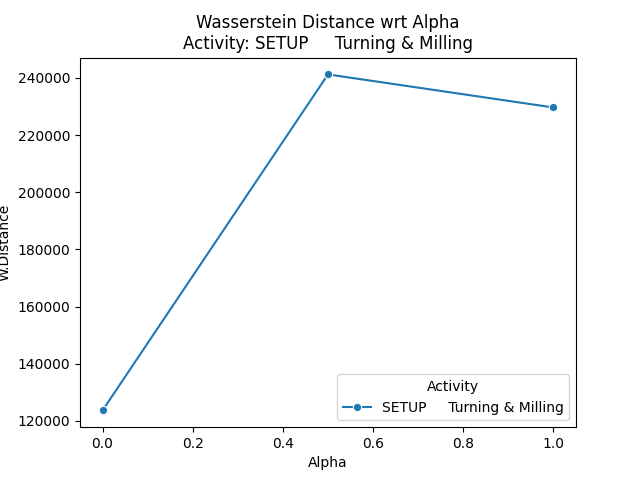 Wasserstein Distance wrt Alpha
Activity: SETUP     Turning & Milling
240000
220000
200000
180000
160000
140000
120000
W.Distance
0.0 0.2 0.4 0.6 0.8 1.0
Alpha
Activity
SETUP     Turning & Milling